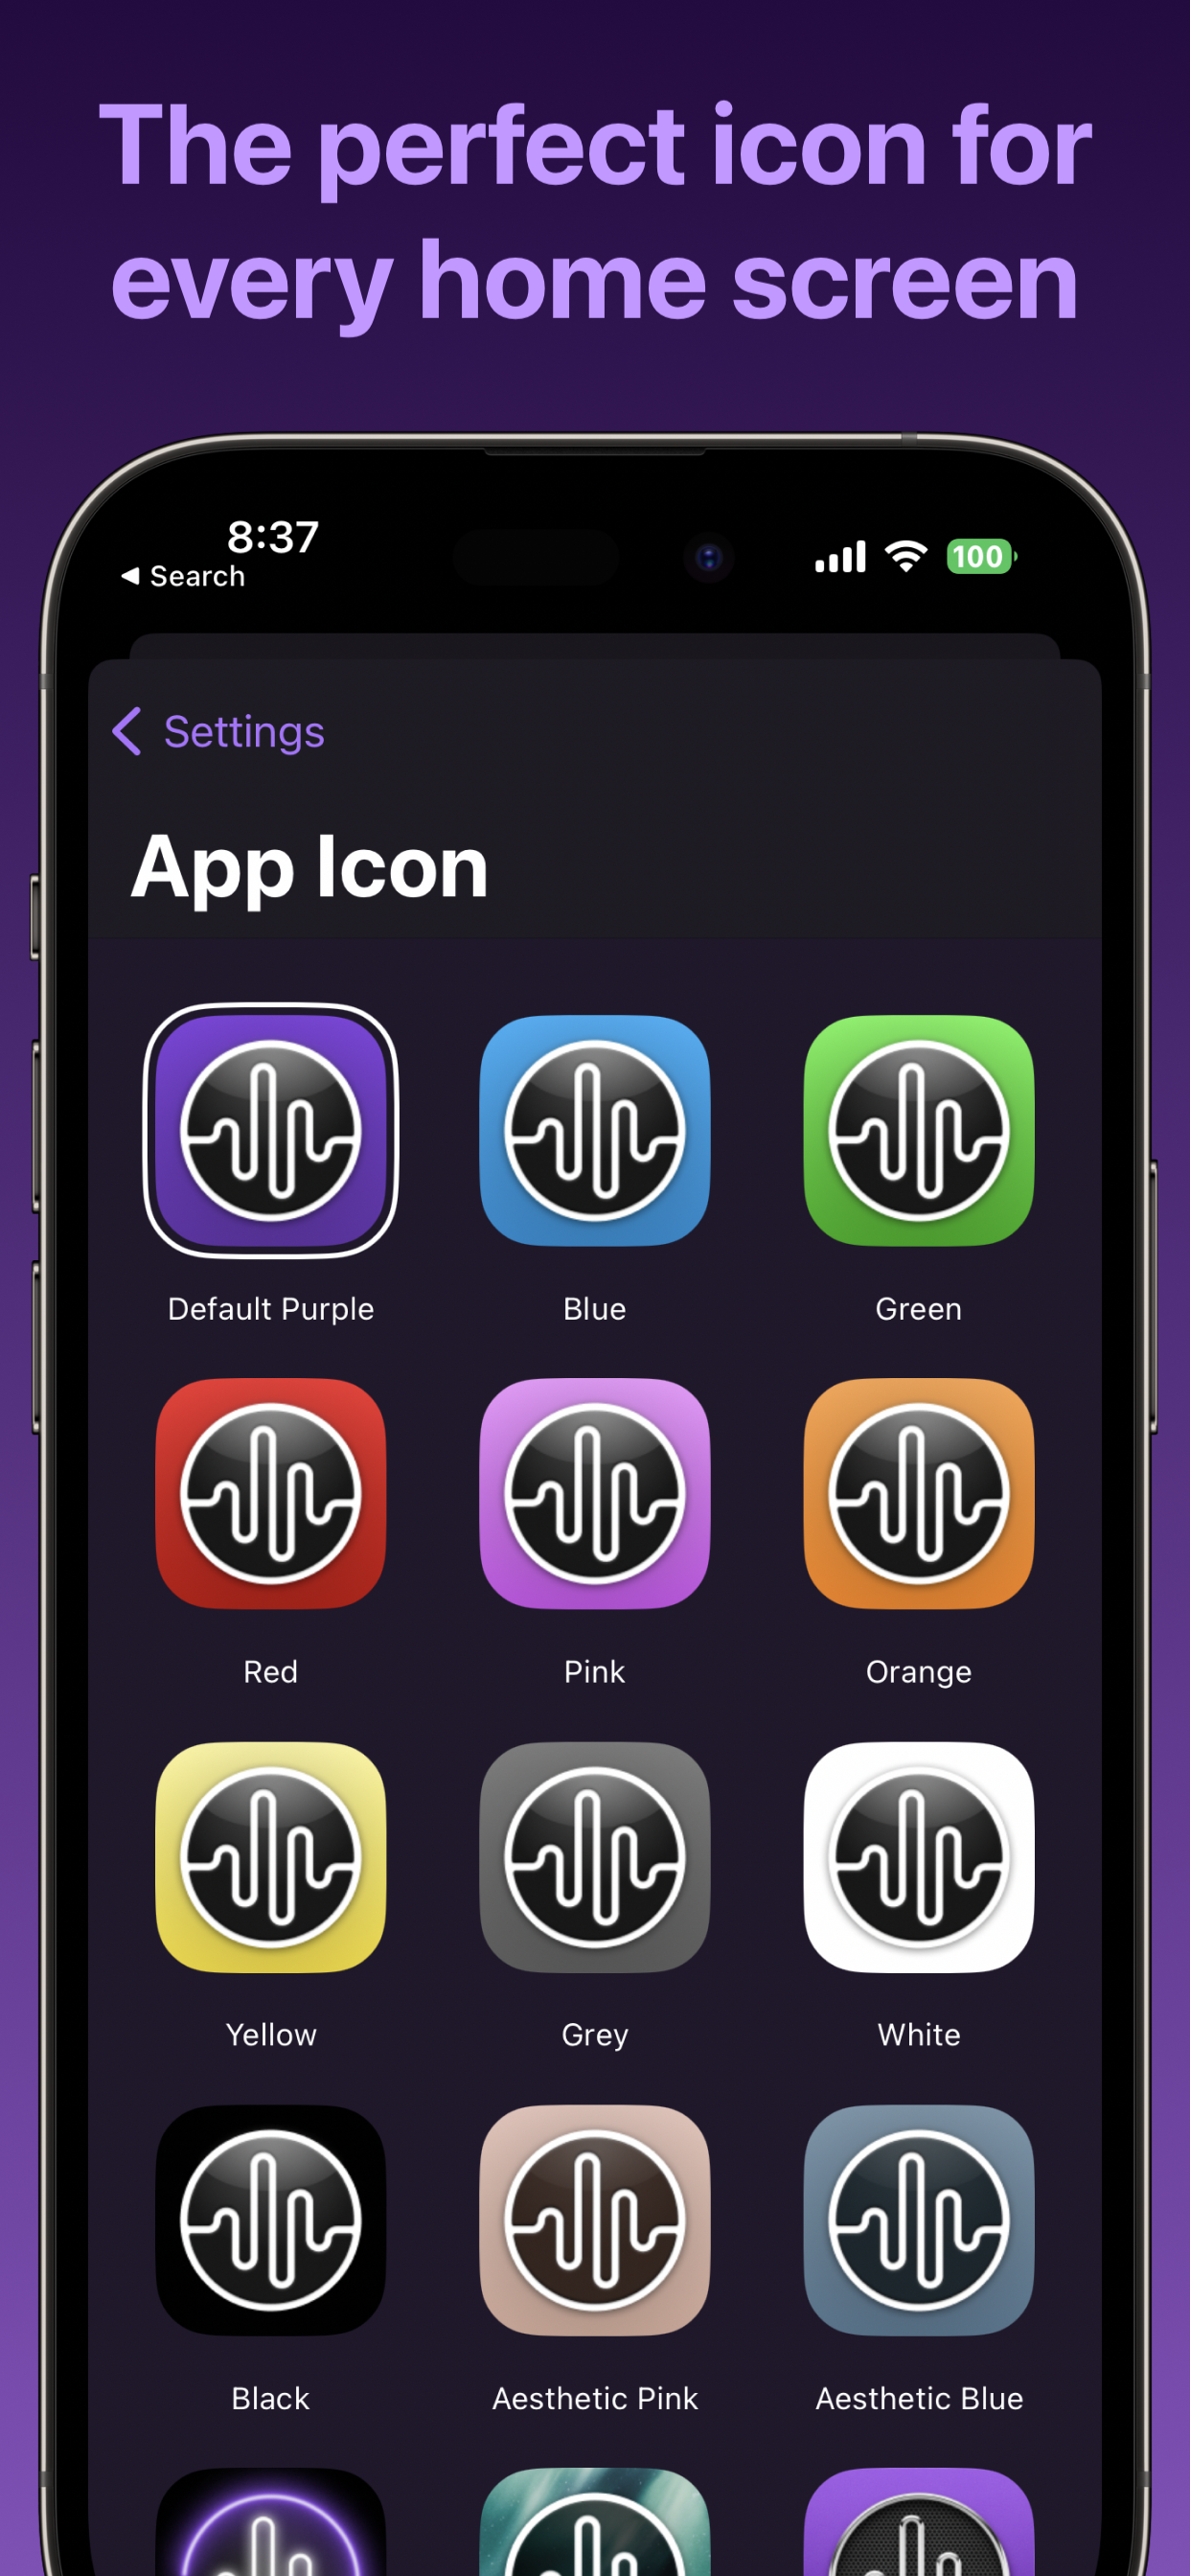 The perfect icon for
every home screen
8:37
Search
100
Settings
App Icon
Default Purple
Blue
Green
Red
Pink
Orange
Yellow
Grey
White
Black
Aesthetic Pink
Aesthetic Blue